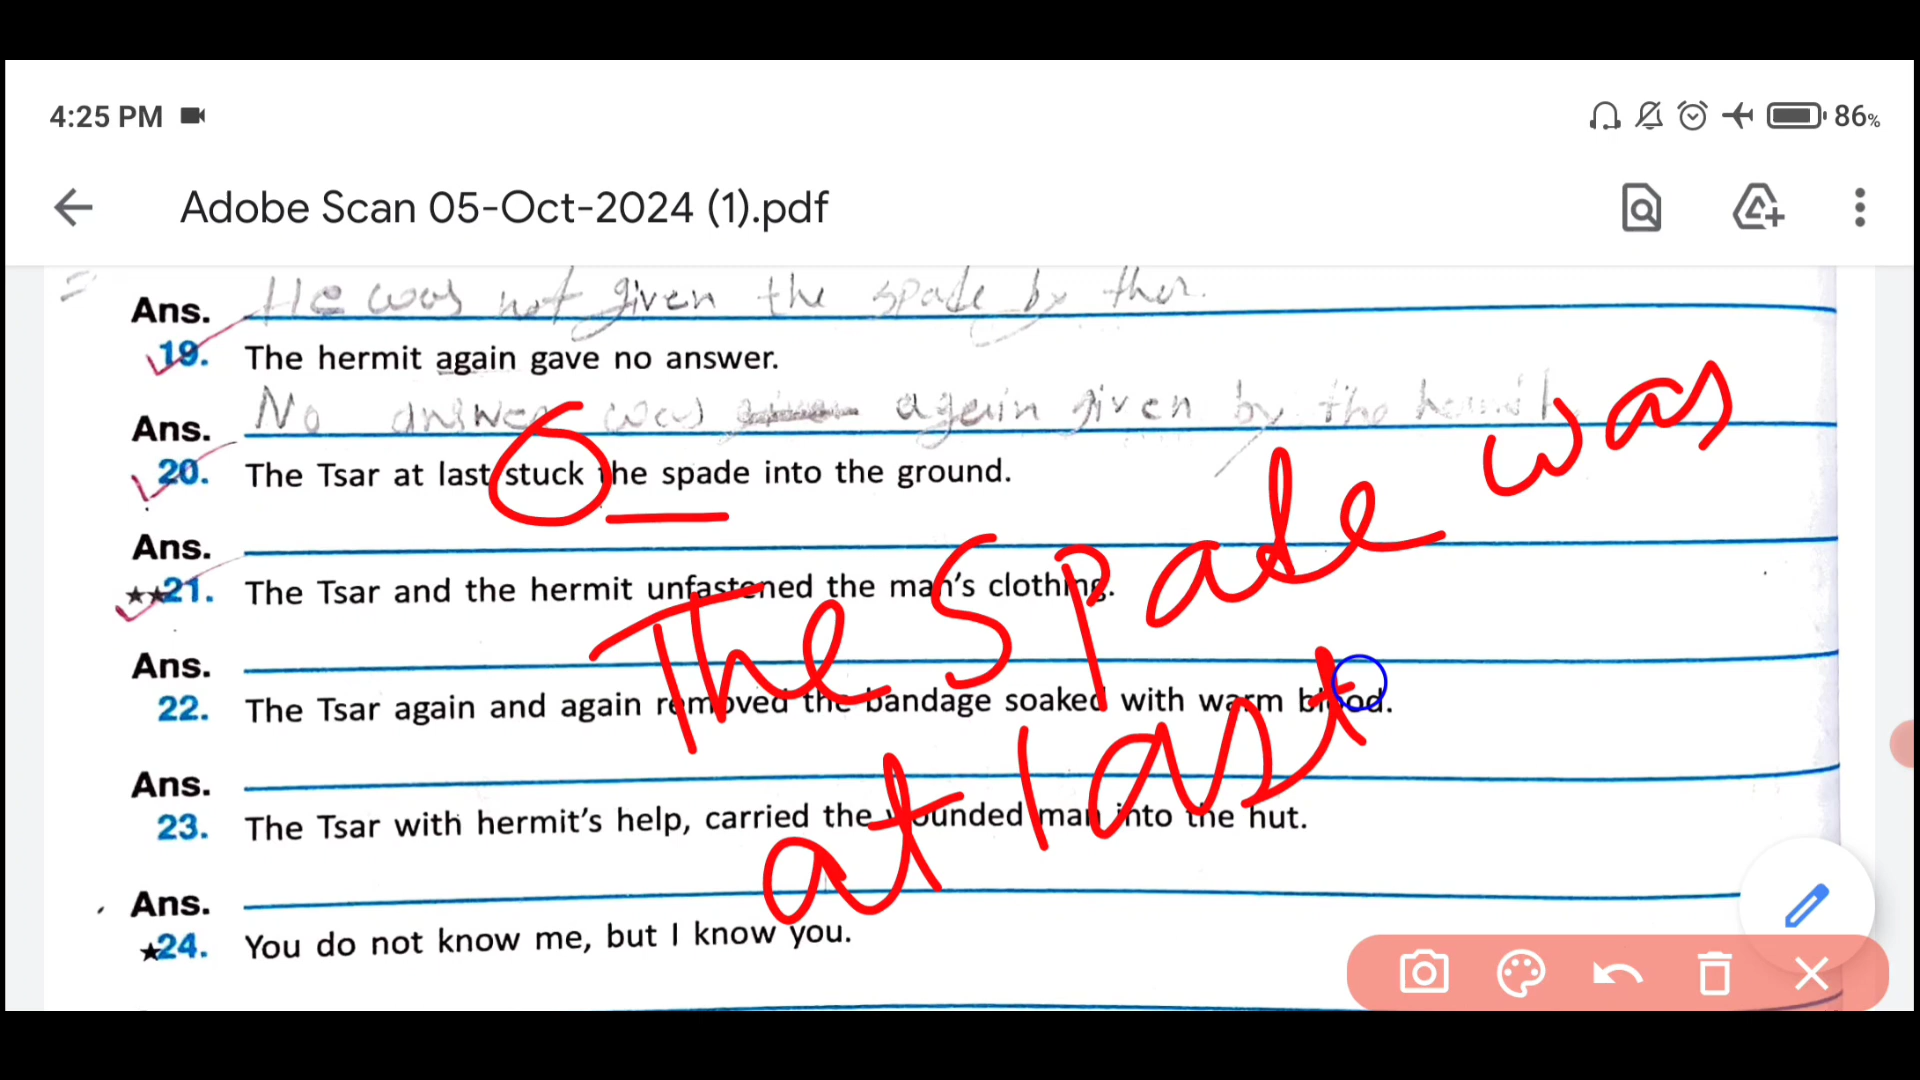 4:25 PM 86%
Adobe Scan 05-Oct-2024 (1).pdf
Ans. He was not given the spade by
19. The hermit again gave no answer.
Ans. No answer was again given by the hermit
20. The Tsar at last stuck the spade into the ground.
Ans.
★★21. The Tsar and the hermit unfastened the man's clothing.
Ans.
22. The Tsar again and again removed the bandage soaked with warm blood.
Ans.
23. The Tsar with hermit's help, carried the wounded man into the hut.
Ans.
★24. You do not know me, but I know you.
The spade was
at last